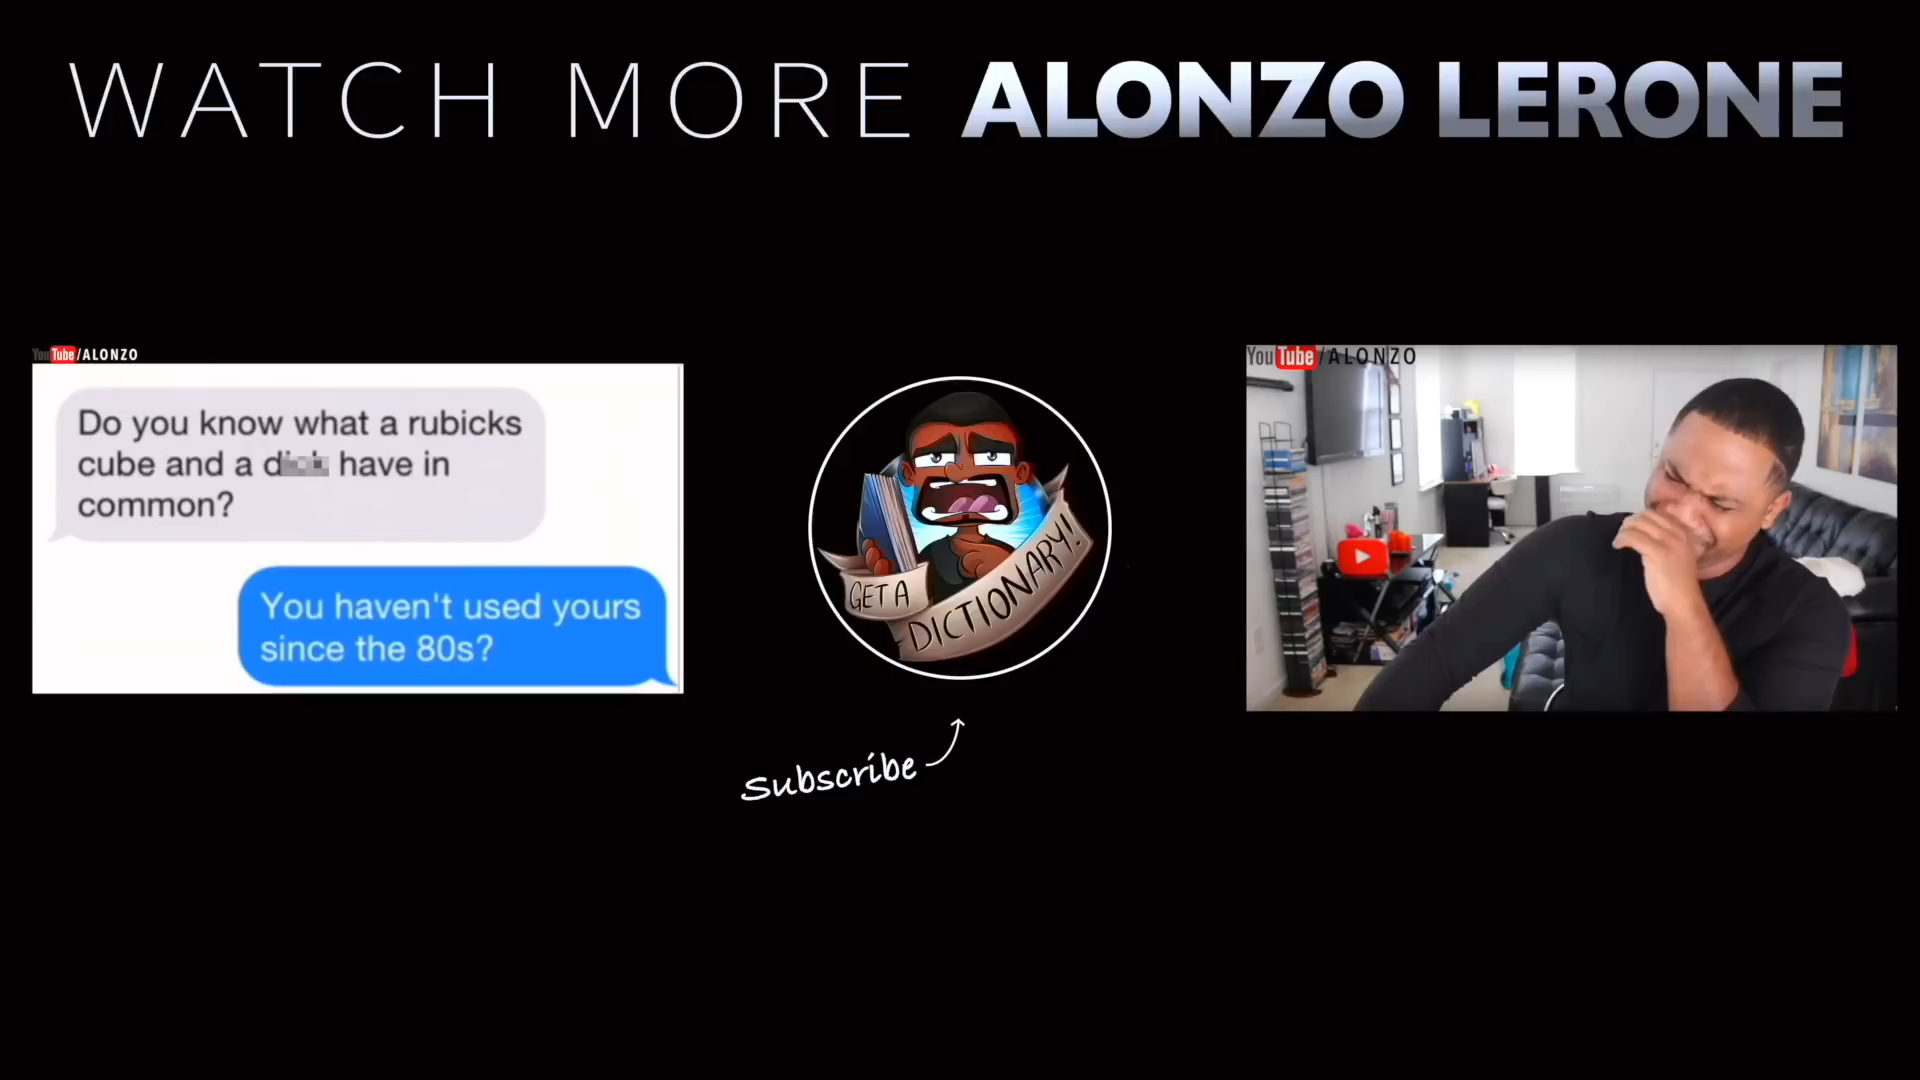 WATCH MORE ALONZO LERONE
YouTube/ALONZO
Do you know what a rubicks
cube and a have in
common?
You haven't used yours
since the 80s?
GET A
DICTIONARY!
Subscribe
YouTube/ALONZO